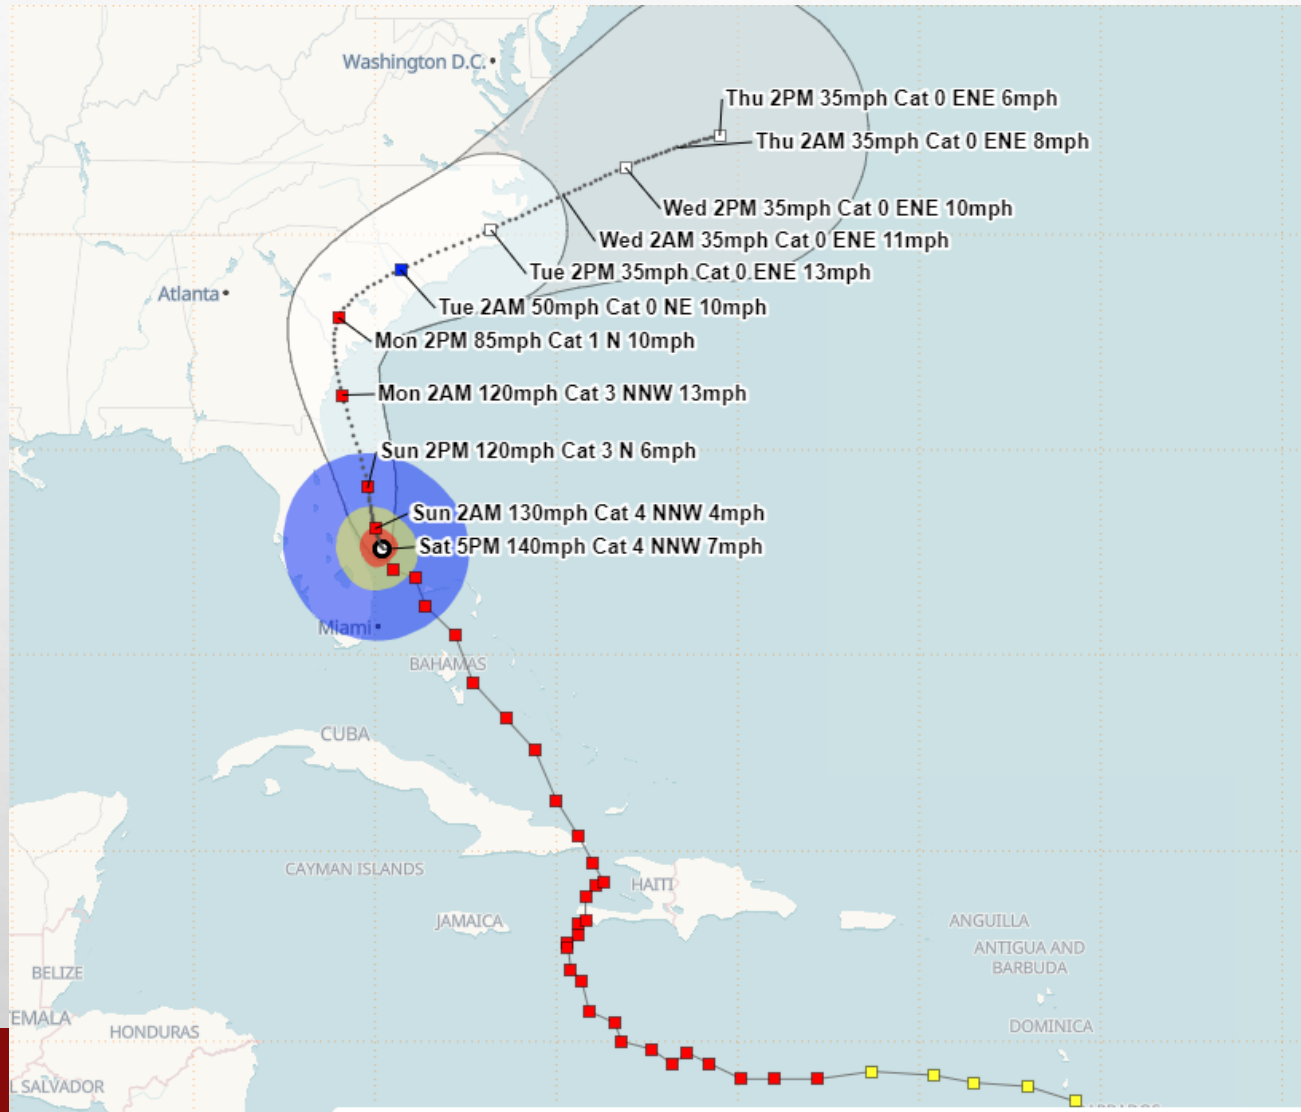 Washington D.C.
Thu 2PM 35mph Cat 0 ENE 6mph
Thu 2AM 35mph Cat 0 ENE 8mph
Wed 2PM 35mph Cat 0 ENE 10mph
Wed 2AM 35mph Cat 0 ENE 11mph
Tue 2PM 35mph Cat 0 ENE 13mph
Atlanta
Tue 2AM 50mph Cat 0 NE 10mph
Mon 2PM 85mph Cat 1 N 10mph
Mon 2AM 120mph Cat 3 NNW 13mph
Sun 2PM 120mph Cat 3 N 6mph
Sun 2AM 130mph Cat 4 NNW 4mph
Sat 5PM 140mph Cat 4 NNW 7mph
Miami
BAHAMAS
CUBA
CAYMAN ISLANDS
HAITI
JAMAICA
ANGUILLA
ANTIGUA AND
BARBUDA
BELIZE
TEMALA
HONDURAS
DOMINICA
L SALVADOR